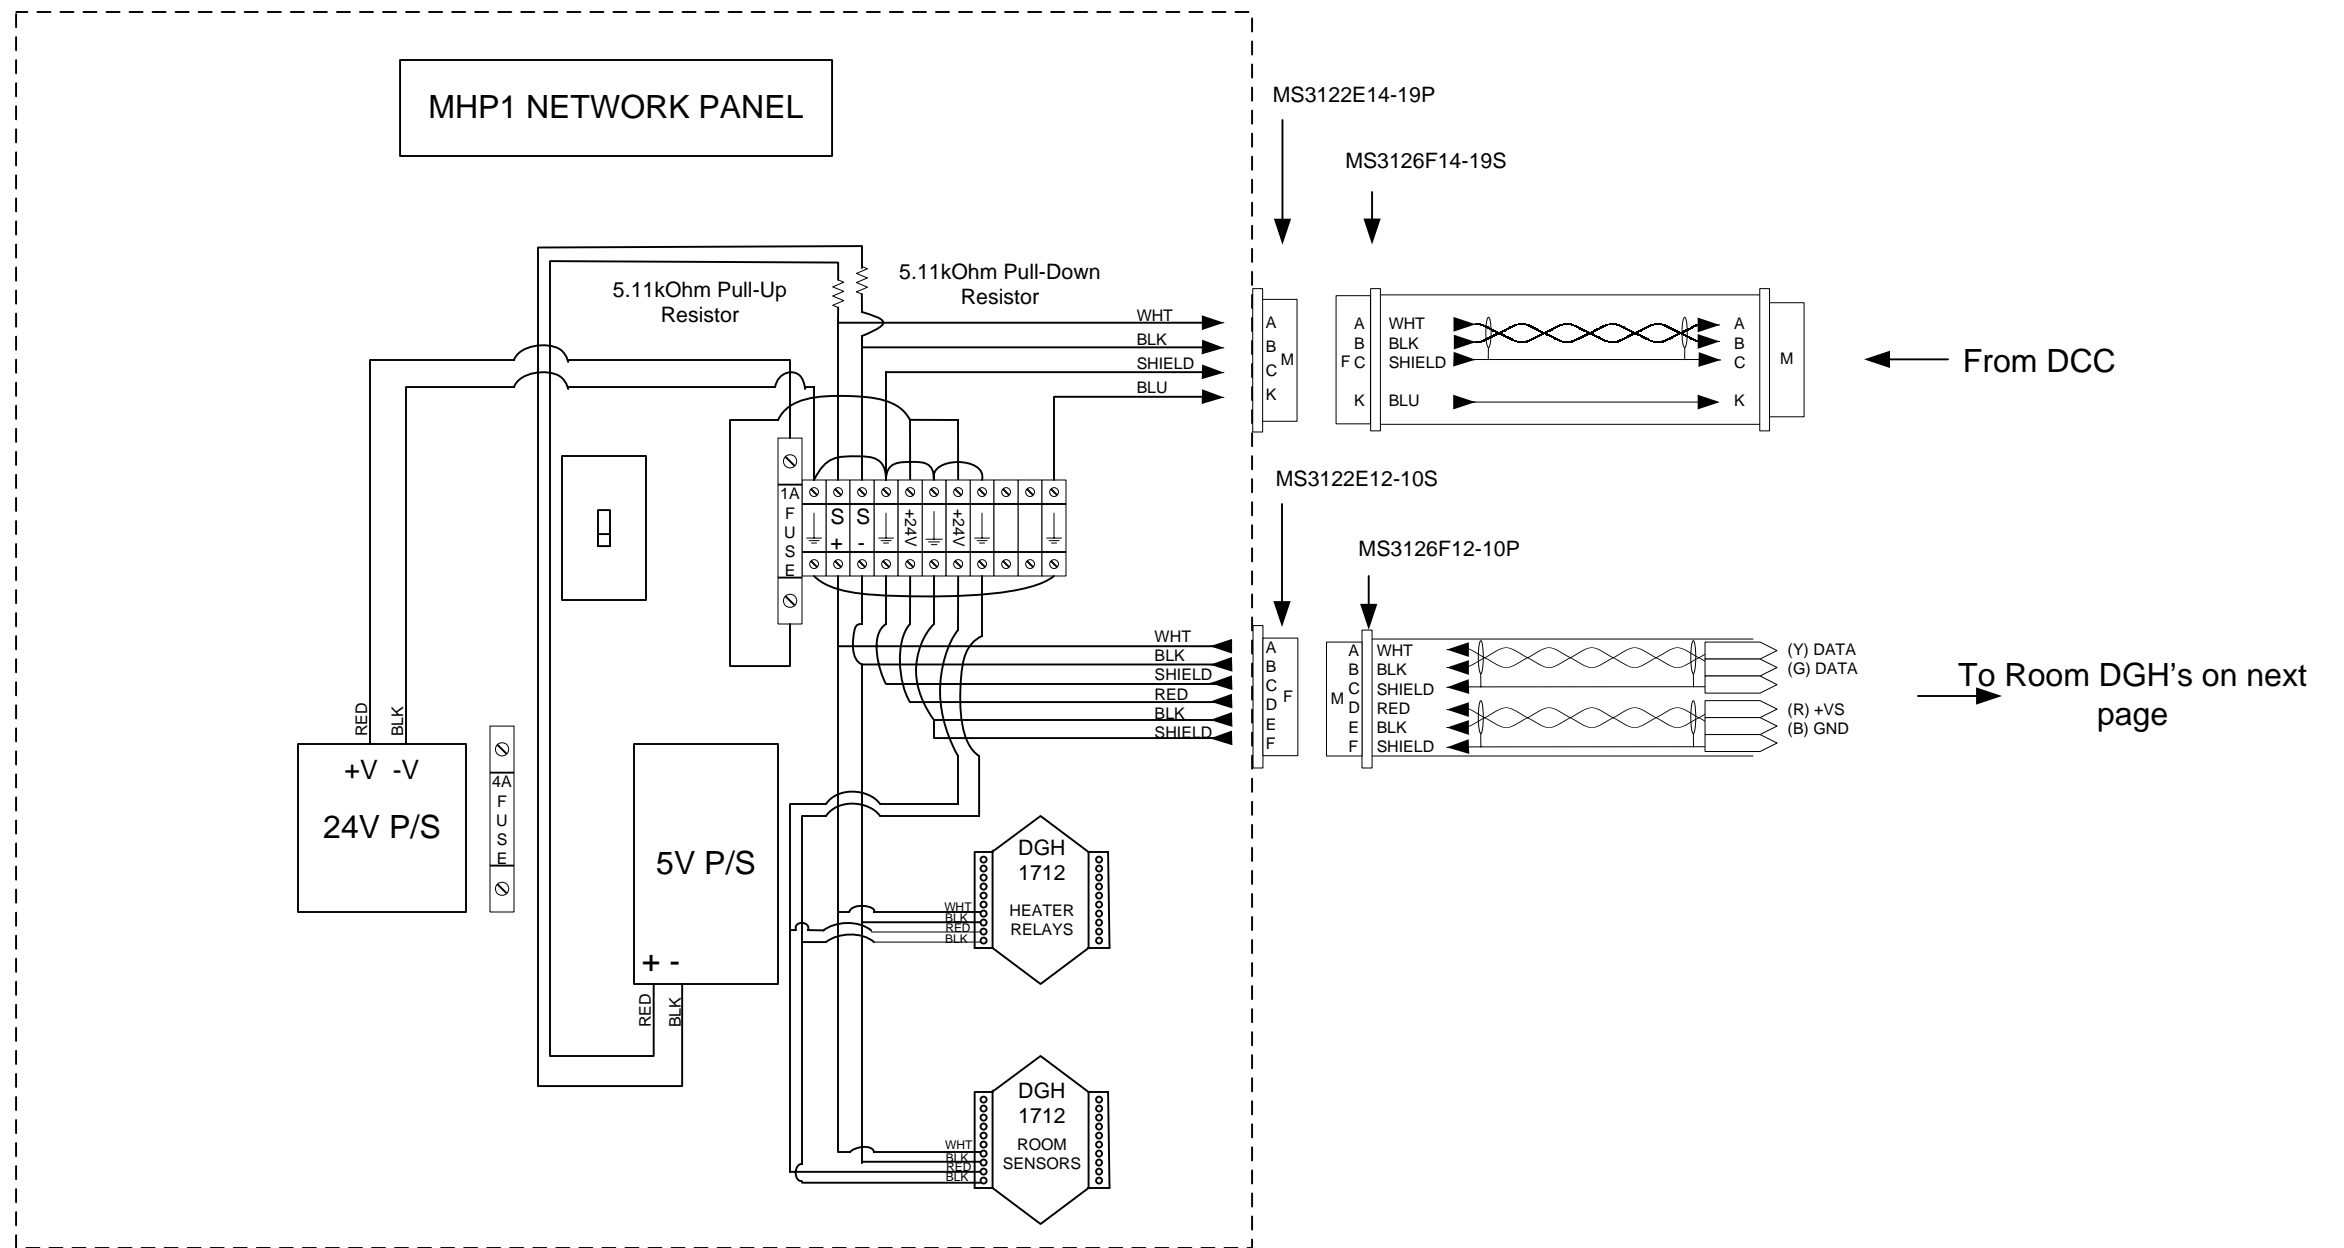 MHP1 NETWORK PANEL
MS3122E14-19P
MS3126F14-19S
5.11kOhm Pull-Up
Resistor
5.11kOhm Pull-Down
Resistor
WHT
BLK
SHIELD
BLU
A
B
C
K
M
A
B
F C
K
WHT
BLK
SHIELD
BLU
A
B
C
K
M
From DCC
MS3122E12-10S
MS3126F12-10P
1A
F
U
S
E
S
+
S
-
+24V
+24V
WHT
BLK
SHIELD
RED
BLK
SHIELD
A
B
C
D
E
F
F
A
B
C
D
E
F
M
WHT
BLK
SHIELD
RED
BLK
SHIELD
(Y) DATA
(G) DATA
(R) +VS
(B) GND
To Room DGH's on next
page
RED
BLK
+V -V
24V P/S
4A
F
U
S
E
5V P/S
+ -
RED
BLK
DGH
1712
HEATER
RELAYS
WHT
BLK
RED
BLK
DGH
1712
ROOM
SENSORS
WHT
BLK
RED
BLK